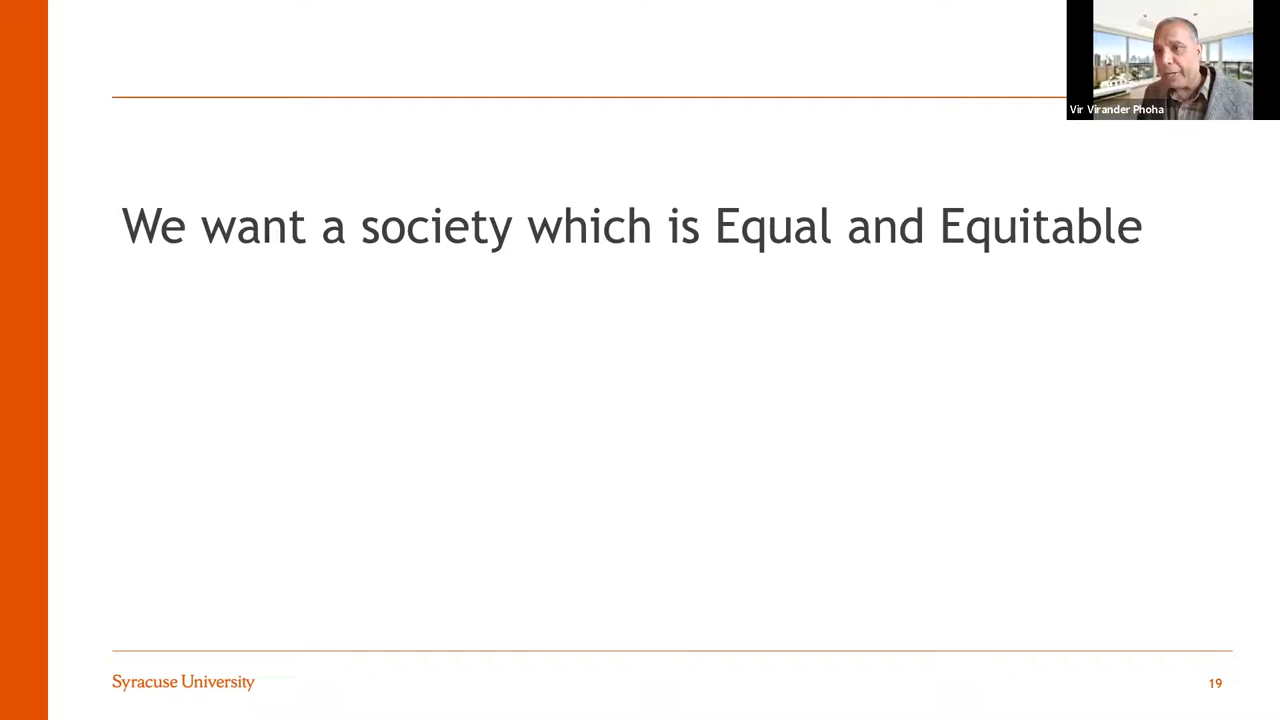 Vir Virander Phoha
We want a society which is Equal and Equitable
Syracuse University
19